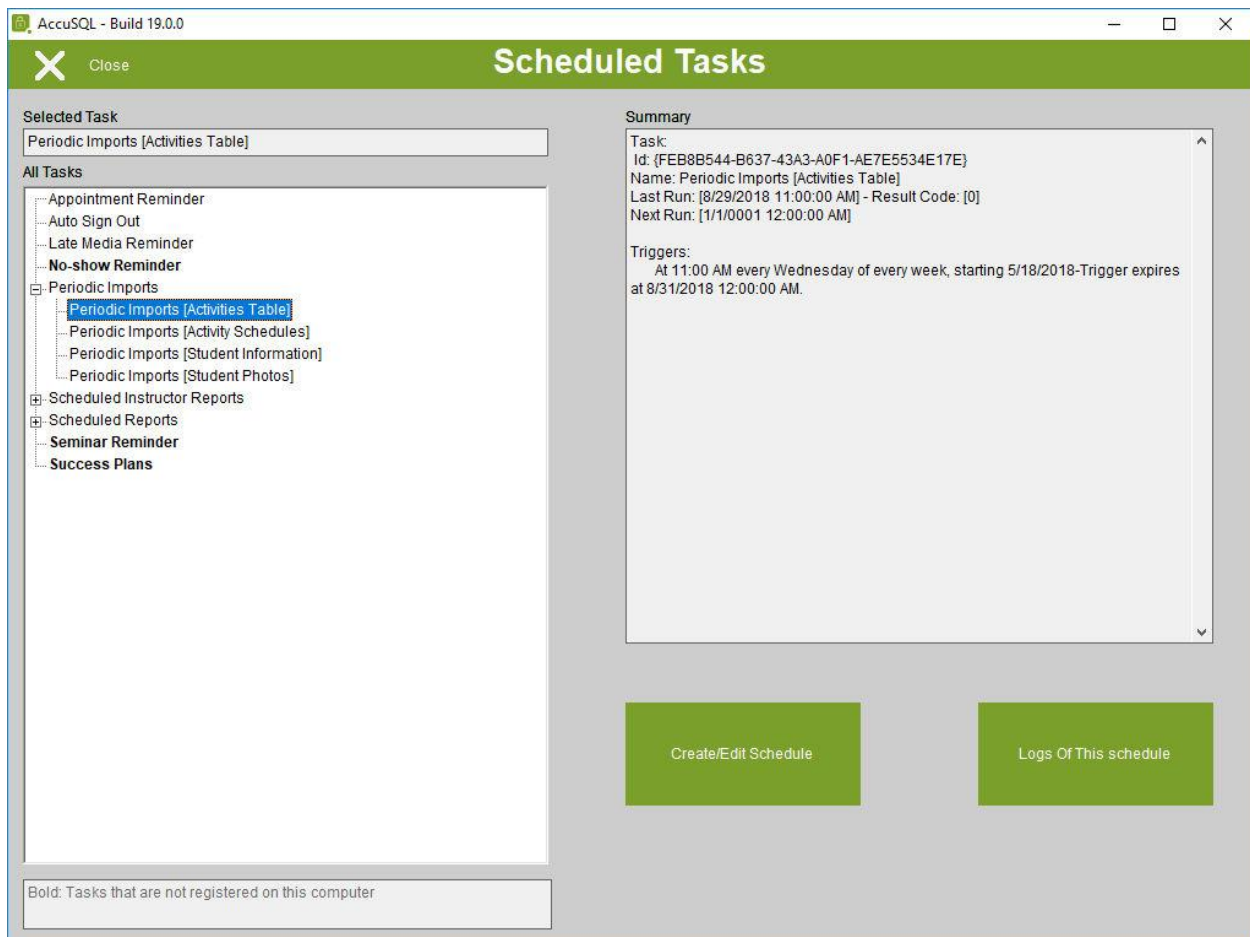 AccuSQL - Build 19.0.0
Close
Scheduled Tasks
Selected Task
Periodic Imports [Activities Table]
All Tasks
Appointment Reminder
Auto Sign Out
Late Media Reminder
No-show Reminder
Periodic Imports
Periodic Imports [Activities Table]
Periodic Imports [Activity Schedules]
Periodic Imports [Student Information]
Periodic Imports [Student Photos]
Scheduled Instructor Reports
Scheduled Reports
Seminar Reminder
Success Plans
Bold: Tasks that are not registered on this computer
Summary
Task:
Id: {FEB8B544-B637-43A3-A0F1-AE7E5534E17E}
Name: Periodic Imports [Activities Table]
Last Run: [8/29/2018 11:00:00 AM] - Result Code: [0]
Next Run: [1/1/0001 12:00:00 AM]
Triggers:
At 11:00 AM every Wednesday of every week, starting 5/18/2018-Trigger expires
at 8/31/2018 12:00:00 AM.
Create/Edit Schedule
Logs Of This schedule